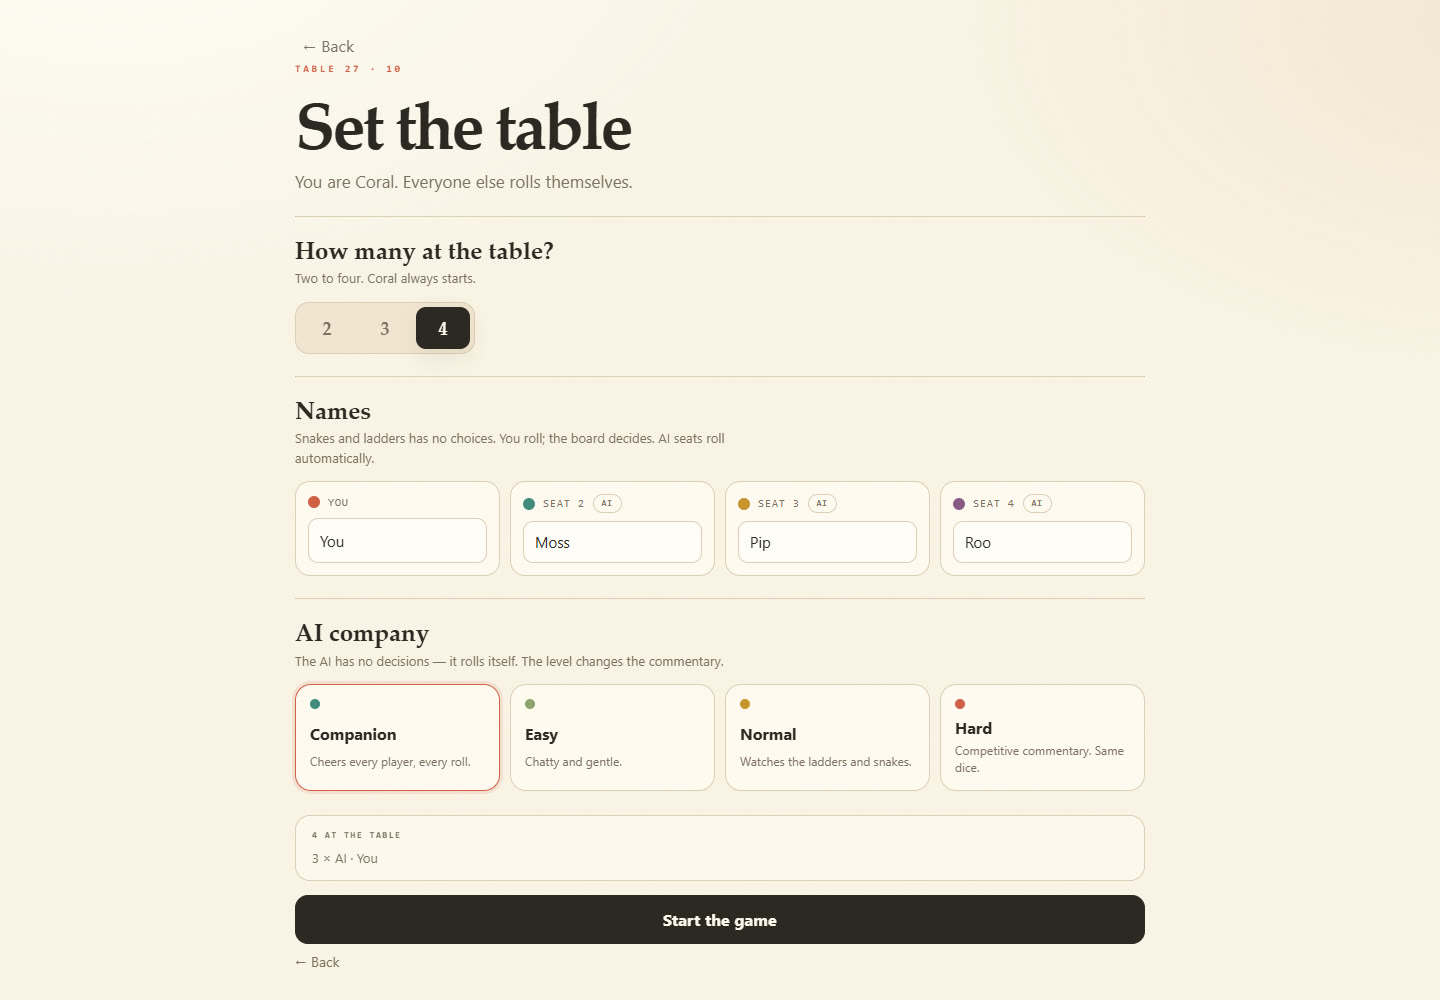 ← Back
TABLE 27 · 10
Set the table
You are Coral. Everyone else rolls themselves.
How many at the table?
Two to four. Coral always starts.
2 3 4
Names
Snakes and ladders has no choices. You roll; the board decides. AI seats roll
automatically.
YOU
You
SEAT 2 AI
Moss
SEAT 3 AI
Pip
SEAT 4 AI
Roo
AI company
The AI has no decisions — it rolls itself. The level changes the commentary.
Companion
Cheers every player, every roll.
Easy
Chatty and gentle.
Normal
Watches the ladders and snakes.
Hard
Competitive commentary. Same
dice.
4 AT THE TABLE
3 × AI · You
Start the game
← Back